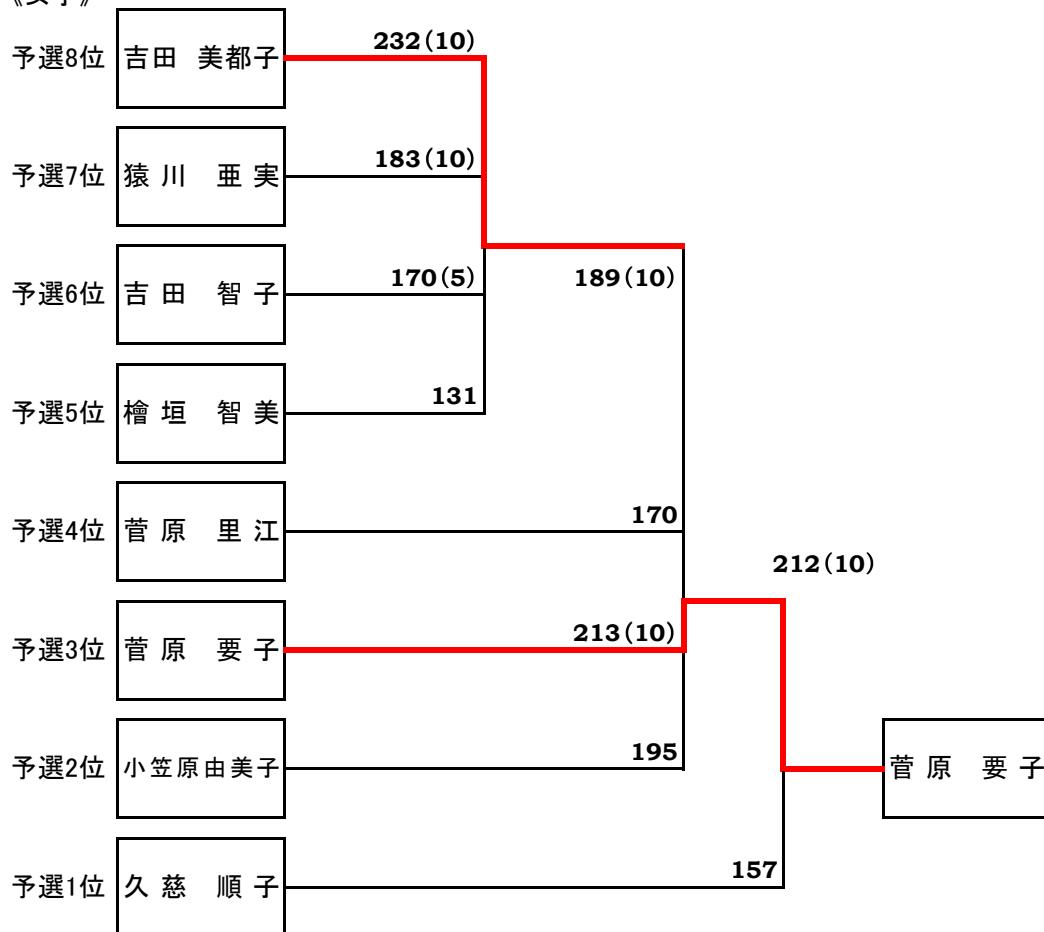 予選8位 吉田 美都子 232(10)
予選7位 猿川 亜実 183(10)
予選6位 吉田 智子 170(5) 189(10)
予選5位 檜垣 智美 131
予選4位 菅原 里江 170
212(10)
予選3位 菅原 要子 213(10)
予選2位 小笠原由美子 195 菅原 要子
予選1位 久慈 順子 157